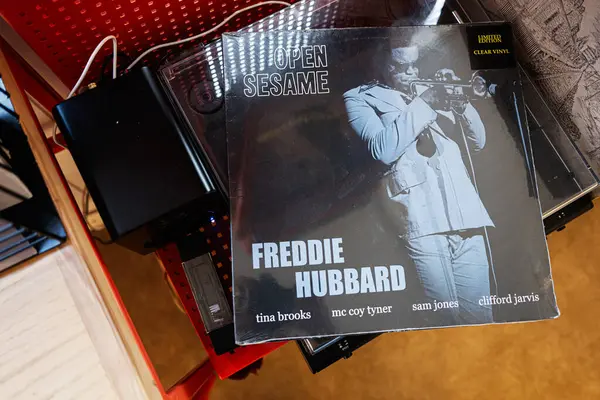 OPEN
SESAME
LIMITED
EDITION
CLEAR VINYL
FREDDIE
HUBBARD
tina brooks mc coy tyner sam jones clifford jarvis